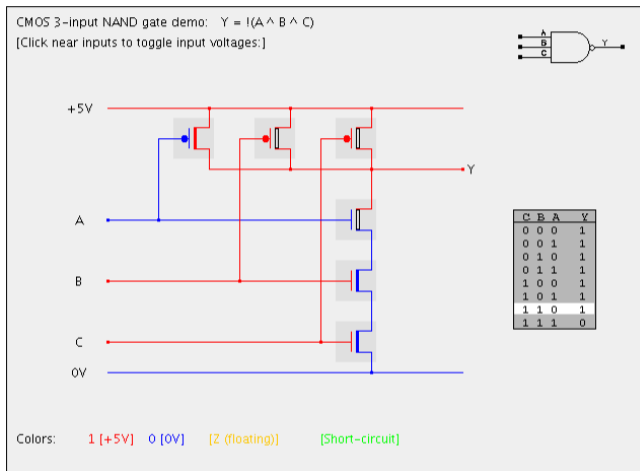 CMOS 3-input NAND gate demo: Y = !(A ^ B ^ C)
[Click near inputs to toggle input voltages:]
A
B
C
Y
+5V
Y
A
B
C
0V
C B A Y
0 0 0 1
0 0 1 1
0 1 0 1
0 1 1 1
1 0 0 1
1 0 1 1
1 1 0 1
1 1 1 0
Colors: 1 [+5V] 0 [0V] [Z (floating)] [Short-circuit]